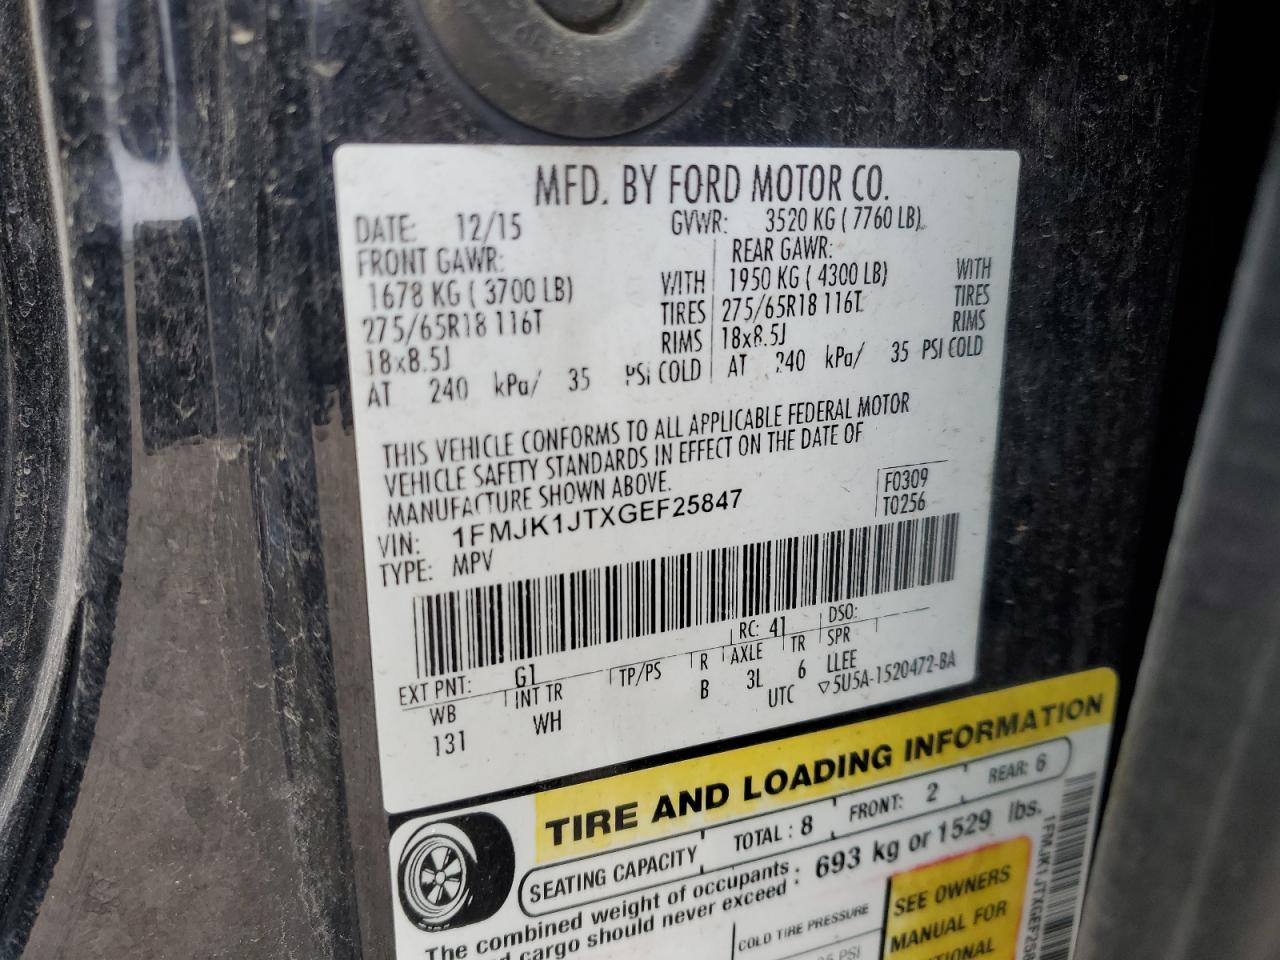 MFD. BY FORD MOTOR CO.
DATE: 12/15 GVWR: 3520 KG ( 7760 LB)
FRONT GAWR: REAR GAWR:
1678 KG ( 3700 LB) WITH 1950 KG ( 4300 LB) WITH
275/65R18 116T TIRES 275/65R18 116T TIRES
18x8.5J RIMS 18x8.5J RIMS
AT 240 kPa/ 35 PSI COLD AT 240 kPa/ 35 PSI COLD
THIS VEHICLE CONFORMS TO ALL APPLICABLE FEDERAL MOTOR
VEHICLE SAFETY STANDARDS IN EFFECT ON THE DATE OF
MANUFACTURE SHOWN ABOVE.
F0309
T0256
VIN: 1FMJK1JTXGEF25847
TYPE: MPV
EXT PNT: G1 RC: 41 DSO:
WB INT TR TP/PS R AXLE TR SPR
131 WH B 3L 6 LLEE
UTC ▽5U5A-1520472-BA
TIRE AND LOADING INFORMATION
SEATING CAPACITY TOTAL : 8 FRONT: 2 REAR: 6
The combined weight of occupants : 693 kg or 1529 lbs.
cargo should never exceed
COLD TIRE PRESSURE
PSI
SEE OWNERS
MANUAL FOR
1FMJK1JTXGEF258